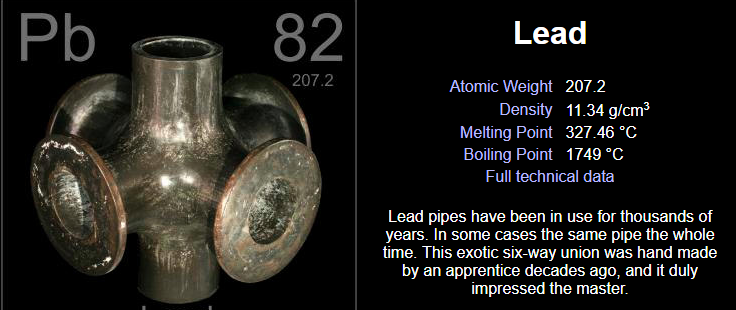 Pb 82
207.2
Lead
Atomic Weight 207.2
Density 11.34 g/cm³
Melting Point 327.46 °C
Boiling Point 1749 °C
Full technical data
Lead pipes have been in use for thousands of
years. In some cases the same pipe the whole
time. This exotic six-way union was hand made
by an apprentice decades ago, and it duly
impressed the master.